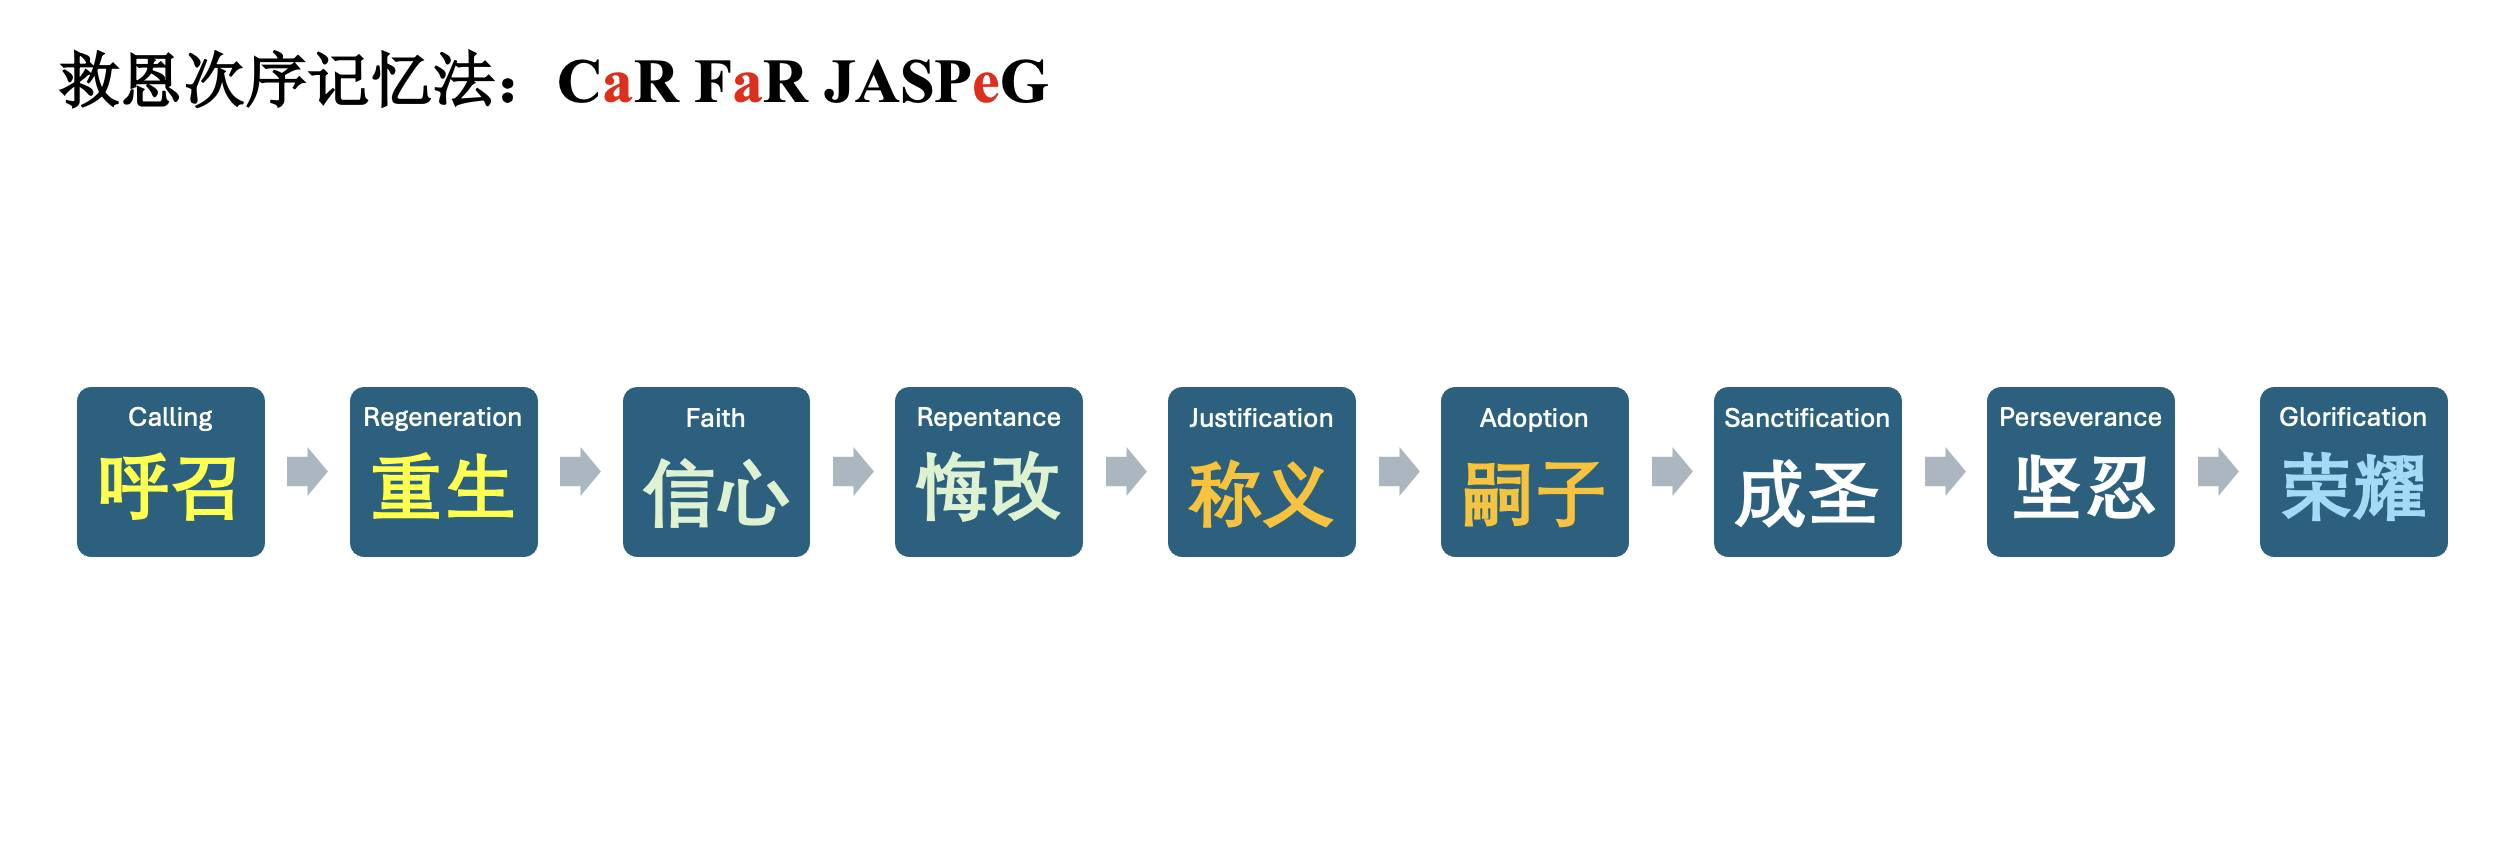 救恩次序记忆法: CaR FaR JASPeG
Calling
呼召
Regeneration
重生
Faith
信心
Repentance
悔改
Justification
称义
Adoption
嗣子
Sanctification
成圣
Perseverance
坚忍
Glorification
荣耀